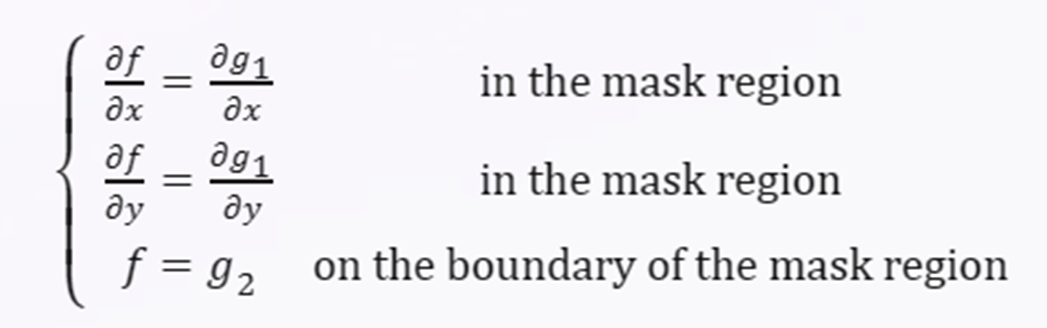 ∂f/∂x = ∂g₁/∂x in the mask region
∂f/∂y = ∂g₁/∂y in the mask region
f = g₂ on the boundary of the mask region